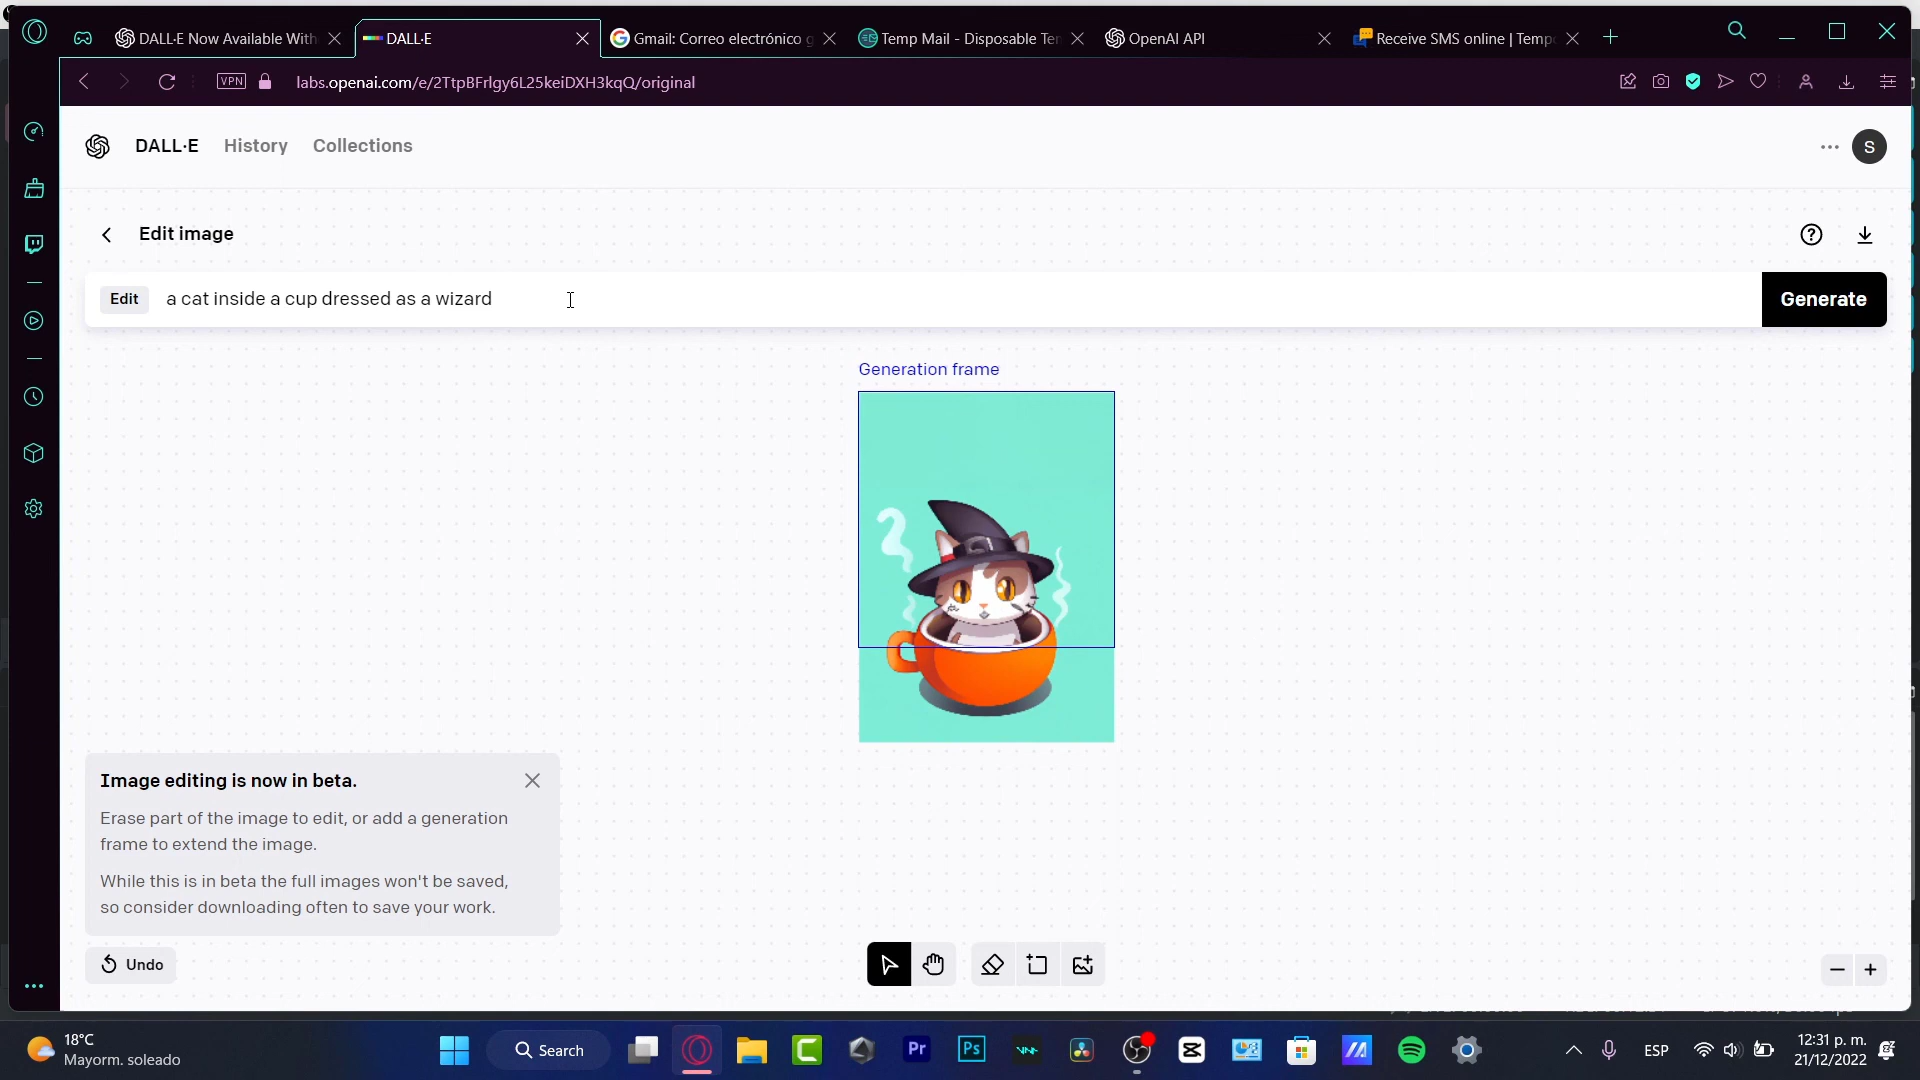 DALL·E Now Available With
DALL·E
Gmail: Correo electrónico g
Temp Mail - Disposable Ter
OpenAI API
Receive SMS online | Tempo
VPN
labs.openai.com/e/2TtpBFrlgy6L25keiDXH3kqQ/original
DALL·E
History
Collections
S
Edit image
Edit
a cat inside a cup dressed as a wizard
Generate
Generation frame
Image editing is now in beta.
Erase part of the image to edit, or add a generation
frame to extend the image.
While this is in beta the full images won't be saved,
so consider downloading often to save your work.
Undo
18°C
Mayorm. soleado
Search
Pr
Ps
ESP
12:31 p. m.
21/12/2022